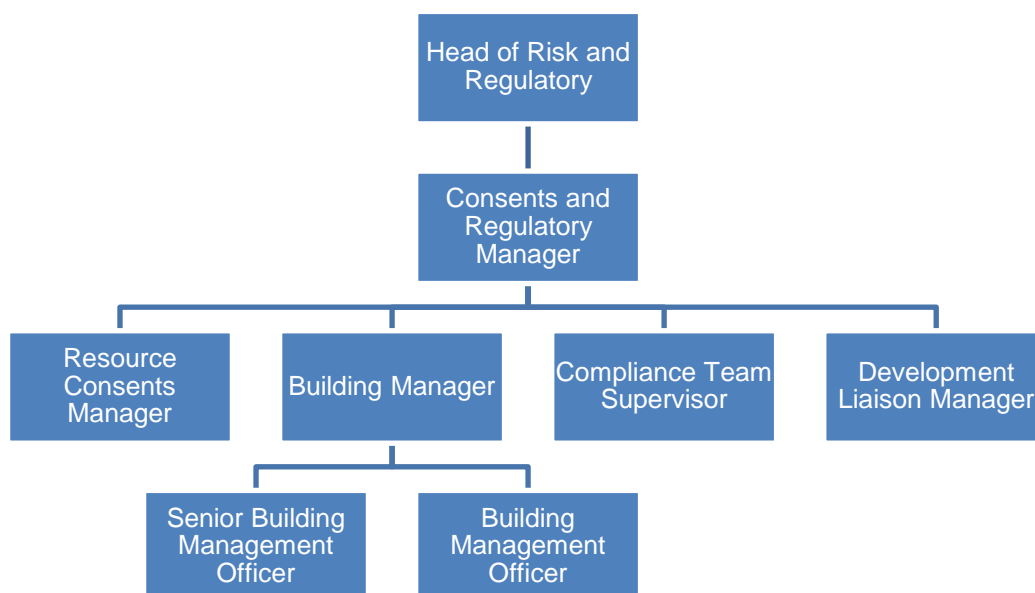 Head of Risk and
Regulatory
Consents and
Regulatory
Manager
Resource
Consents
Manager
Building Manager
Compliance Team
Supervisor
Development
Liaison Manager
Senior Building
Management
Officer
Building
Management
Officer